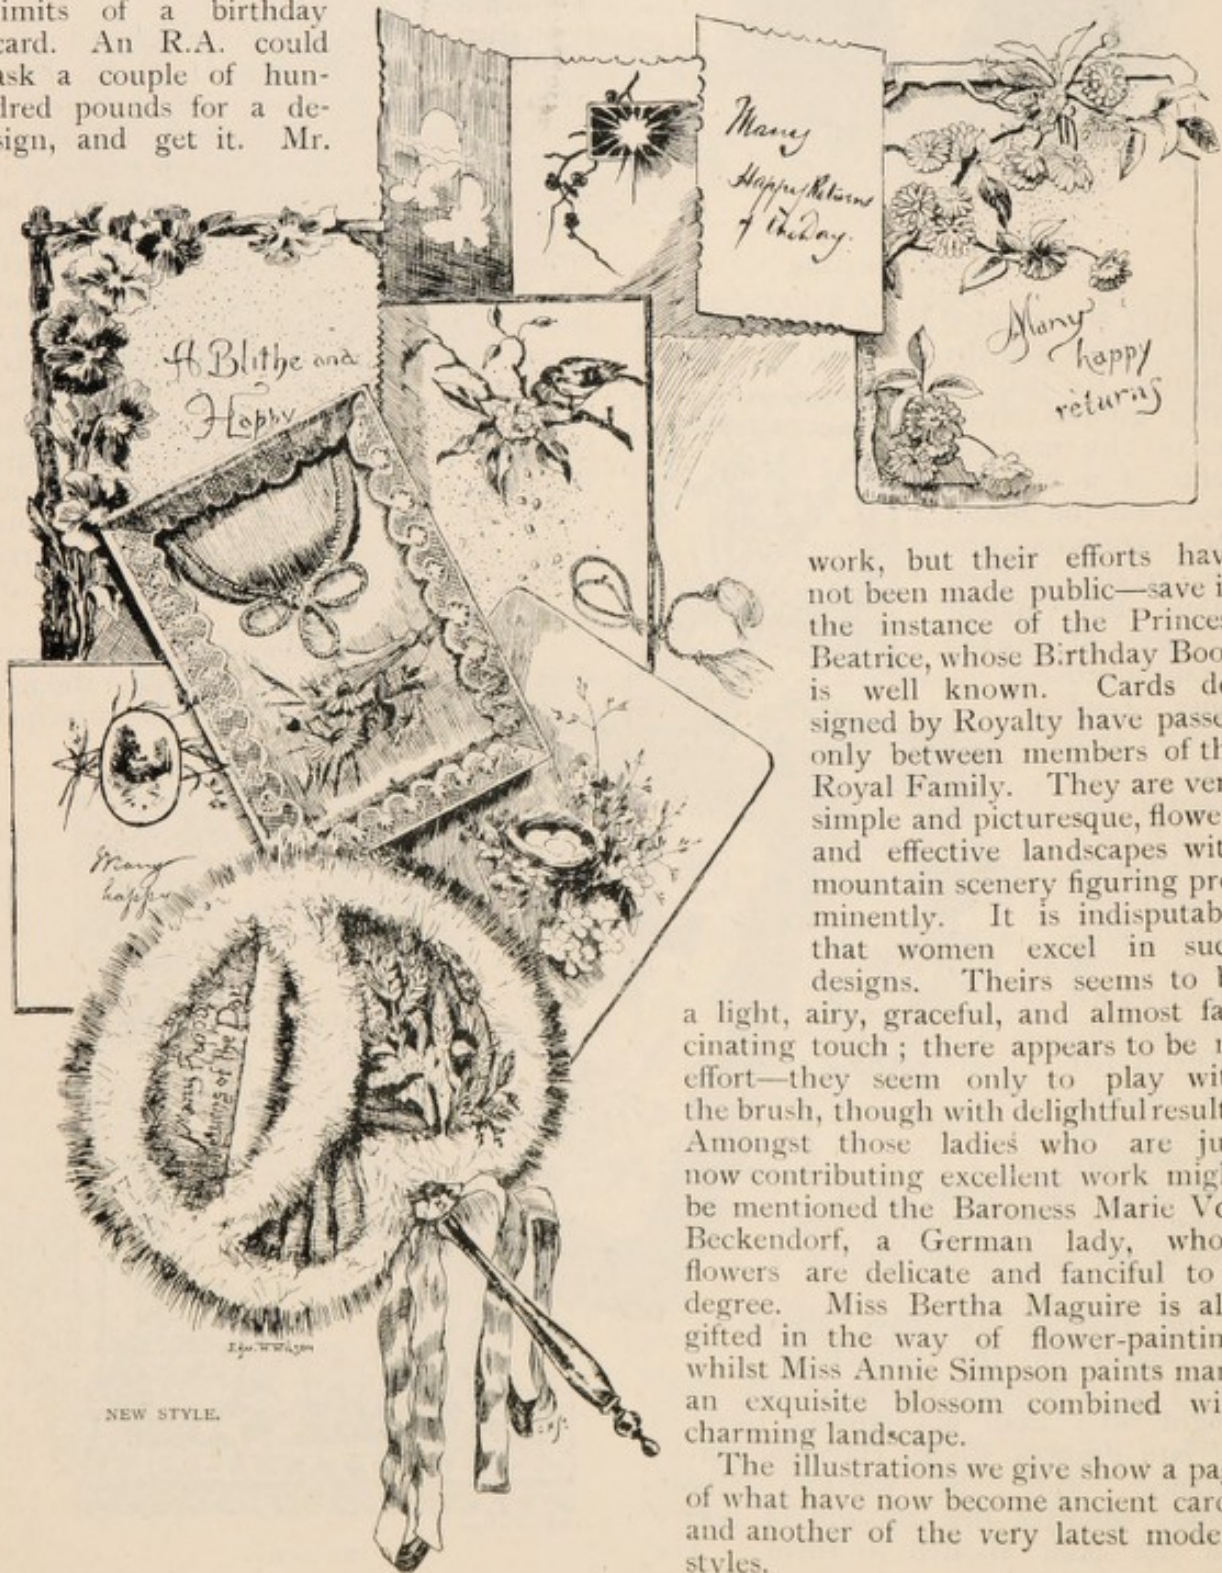 imits of a birthday
card. An R.A. could
ask a couple of hun-
dred pounds for a de-
sign, and get it. Mr.
Many
Happy Returns
of the Day.
Many
happy
returns
A Blithe and
Happy
Many
happy
Many Happy
of the Day
NEW STYLE.
work, but their efforts hav
not been made public—save i
the instance of the Prince
Beatrice, whose Birthday Boo
is well known. Cards de
signed by Royalty have passe
only between members of th
Royal Family. They are ver
simple and picturesque, flowe
and effective landscapes wit
mountain scenery figuring pro
minently. It is indisputab
that women excel in suc
designs. Theirs seems to b
a light, airy, graceful, and almost fa
cinating touch; there appears to be n
effort—they seem only to play wit
the brush, though with delightful result
Amongst those ladies who are ju
now contributing excellent work migh
be mentioned the Baroness Marie Vo
Beckendorf, a German lady, who
flowers are delicate and fanciful to
degree. Miss Bertha Maguire is al
gifted in the way of flower-paintin
whilst Miss Annie Simpson paints man
an exquisite blossom combined wi
charming landscape.
The illustrations we give show a pa
of what have now become ancient card
and another of the very latest mode
styles.